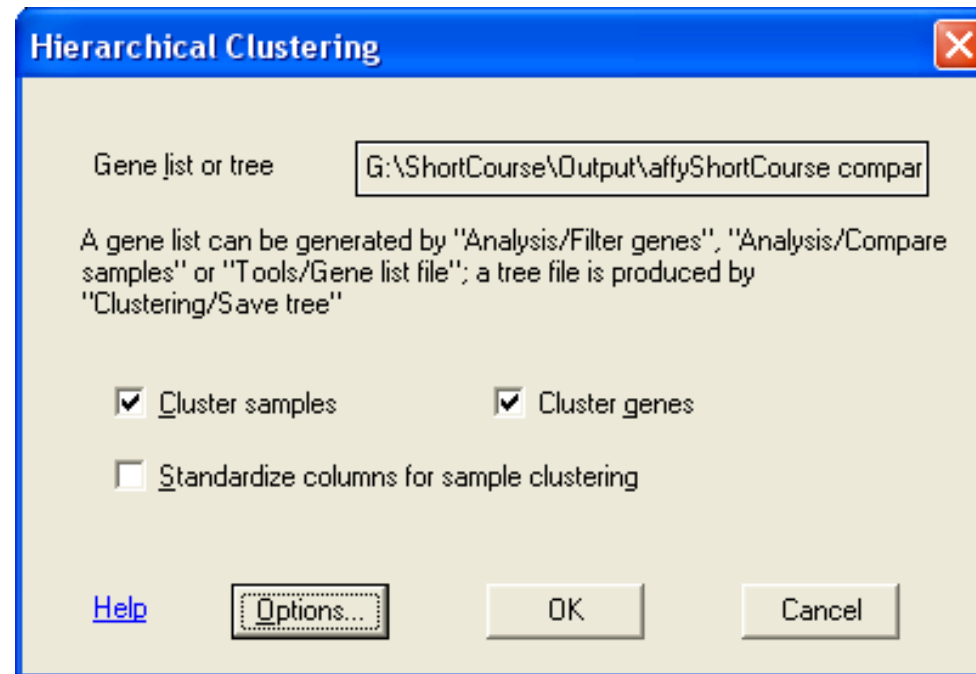 Hierarchical Clustering
Gene list or tree
G:\ShortCourse\Output\affyShortCourse compar
A gene list can be generated by "Analysis/Filter genes", "Analysis/Compare
samples" or "Tools/Gene list file"; a tree file is produced by
"Clustering/Save tree"
Cluster samples
Cluster genes
Standardize columns for sample clustering
Help
Options...
OK
Cancel